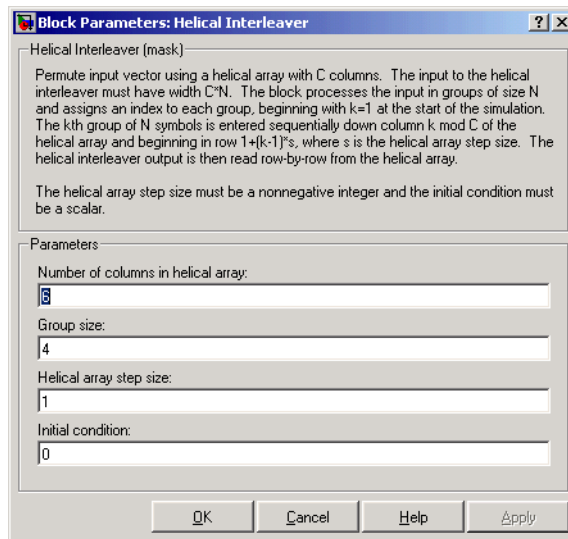 Block Parameters: Helical Interleaver
Helical Interleaver (mask)
Permute input vector using a helical array with C columns. The input to the helical
interleaver must have width C*N. The block processes the input in groups of size N
and assigns an index to each group, beginning with k=1 at the start of the simulation.
The kth group of N symbols is entered sequentially down column k mod C of the
helical array and beginning in row 1+(k-1)*s, where s is the helical array step size. The
helical interleaver output is then read row-by-row from the helical array.
The helical array step size must be a nonnegative integer and the initial condition must
be a scalar.
Parameters
Number of columns in helical array:
6
Group size:
4
Helical array step size:
1
Initial condition:
0
OK Cancel Help Apply